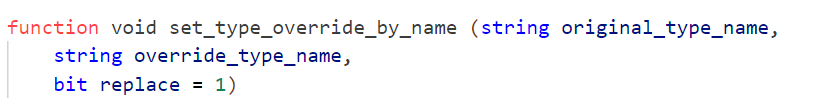 function void set_type_override_by_name (string original_type_name,
string override_type_name,
bit replace = 1)